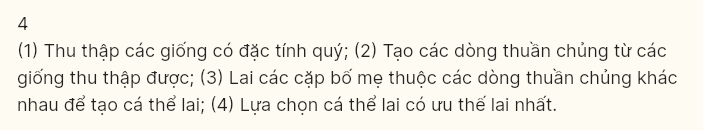 4
(1) Thu thập các giống có đặc tính quý; (2) Tạo các dòng thuần chủng từ các
giống thu thập được; (3) Lai các cặp bố mẹ thuộc các dòng thuần chủng khác
nhau để tạo cá thể lai; (4) Lựa chọn cá thể lai có ưu thế lai nhất.